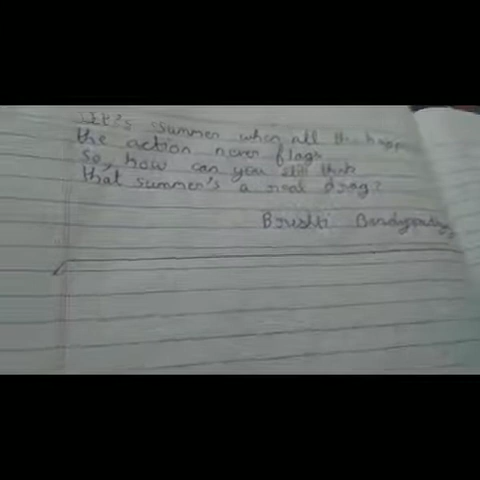 It's summer when all the
the action never flags
So, how can you still think
that summer's a real drag?
Brishti